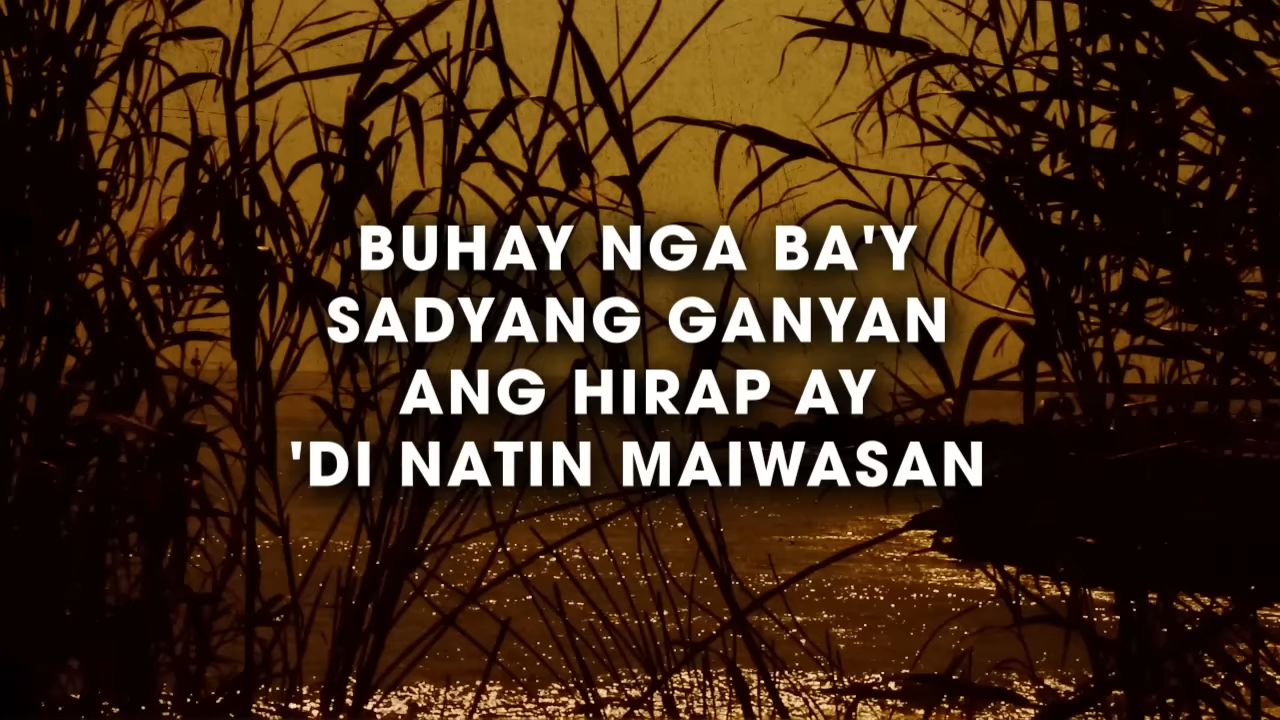 BUHAY NGA BA'Y
SADYANG GANYAN
ANG HIRAP AY
'DI NATIN MAIWASAN